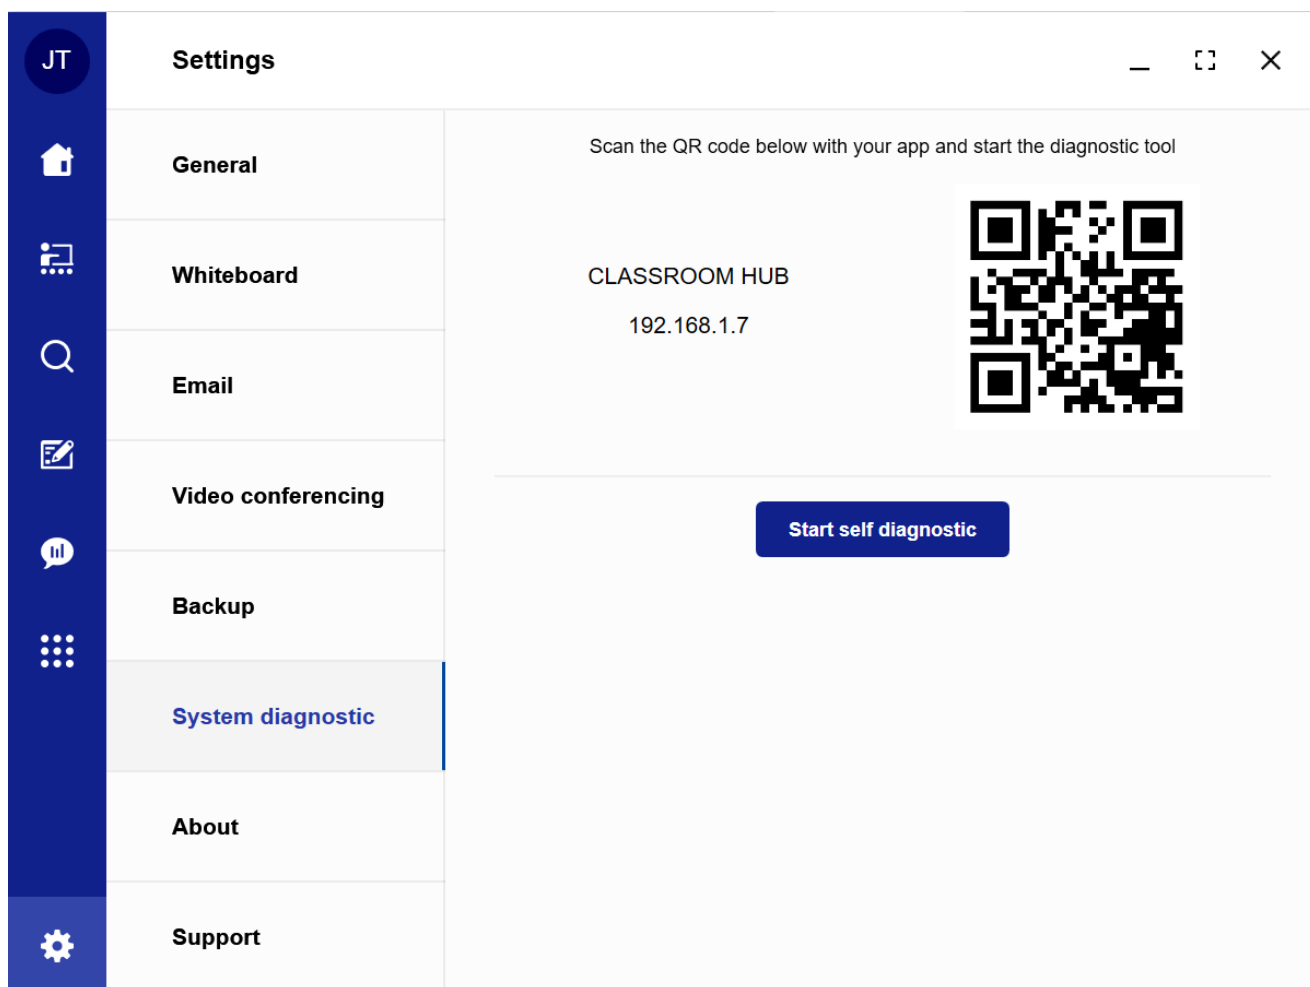 JT
Settings
General
Whiteboard
Email
Video conferencing
Backup
System diagnostic
About
Support
Scan the QR code below with your app and start the diagnostic tool
CLASSROOM HUB
192.168.1.7
Start self diagnostic